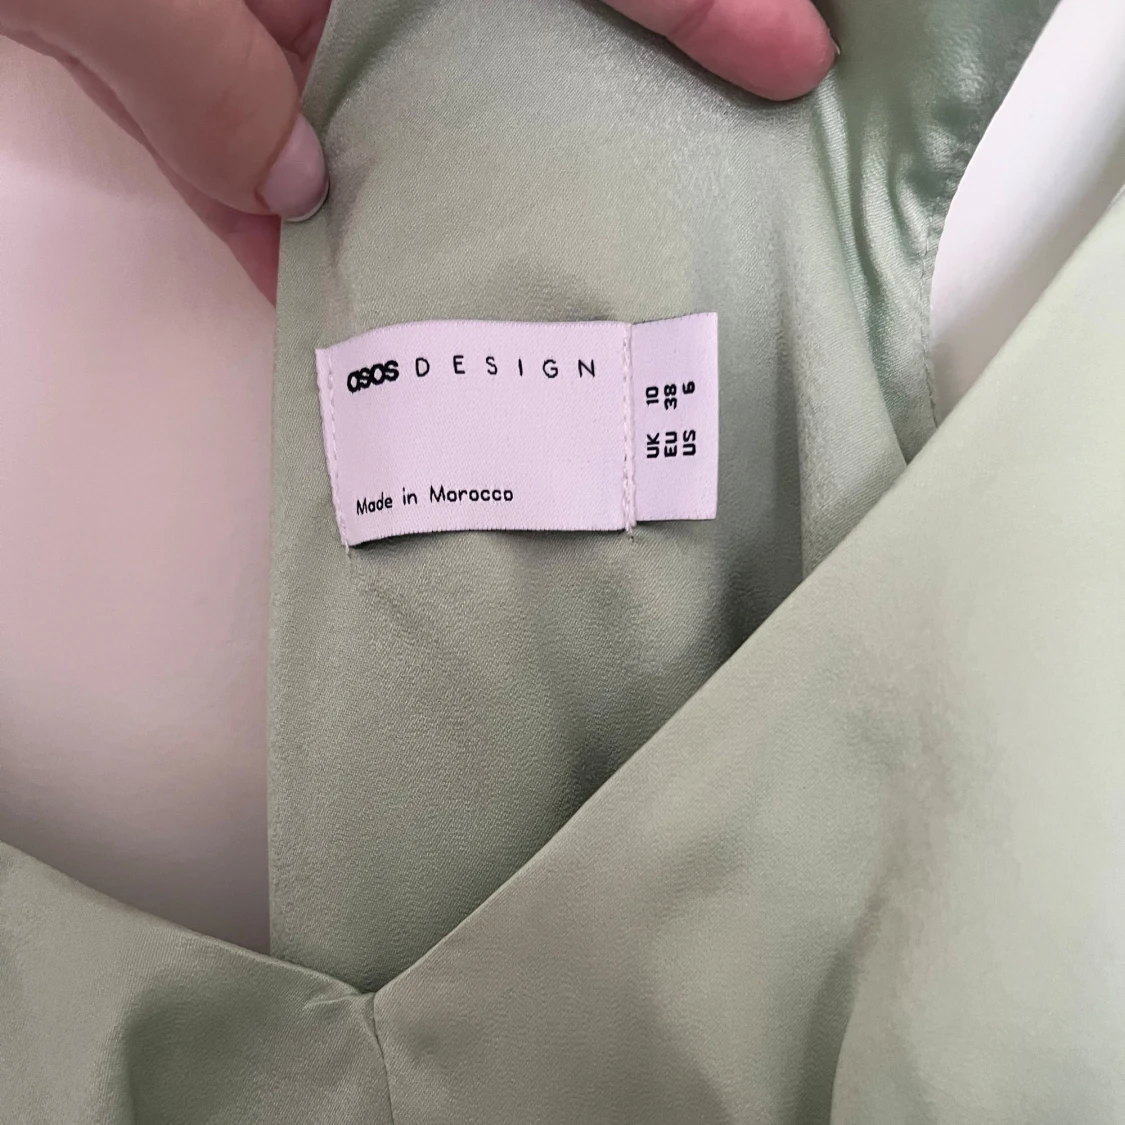 asos DESIGN
Made in Morocco
UK 10
EU 38
US 6